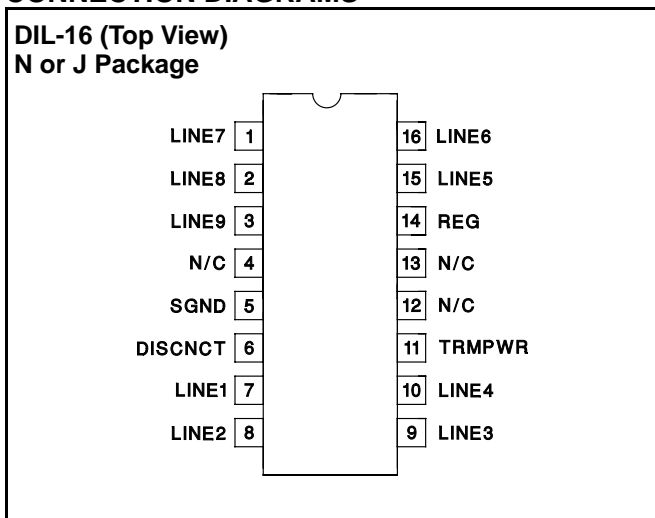 CONNECTION DIAGRAMS
DIL-16 (Top View)
N or J Package
LINE7 1 16 LINE6
LINE8 2 15 LINE5
LINE9 3 14 REG
N/C 4 13 N/C
SGND 5 12 N/C
DISCNCT 6 11 TRMPWR
LINE1 7 10 LINE4
LINE2 8 9 LINE3